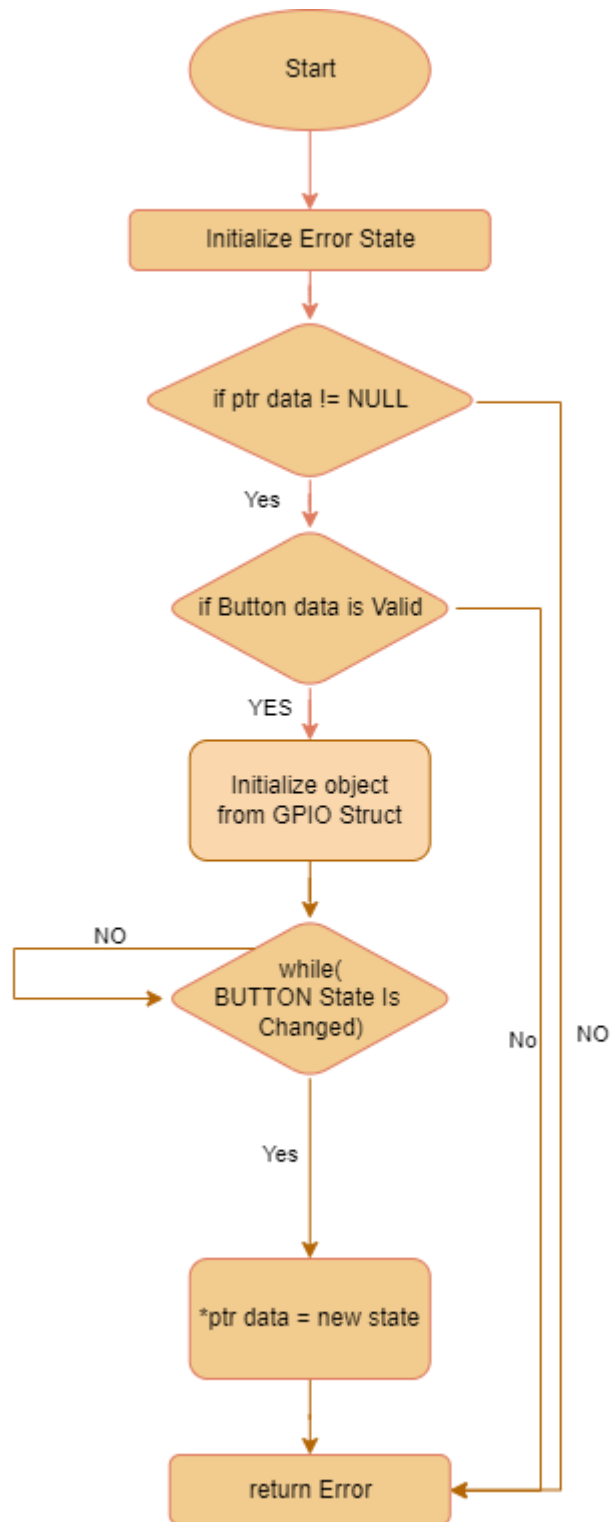 Start
Initialize Error State
if ptr data != NULL
Yes
if Button data is Valid
YES
Initialize object
from GPIO Struct
NO
while(
BUTTON State Is
Changed)
No
NO
Yes
*ptr data = new state
return Error